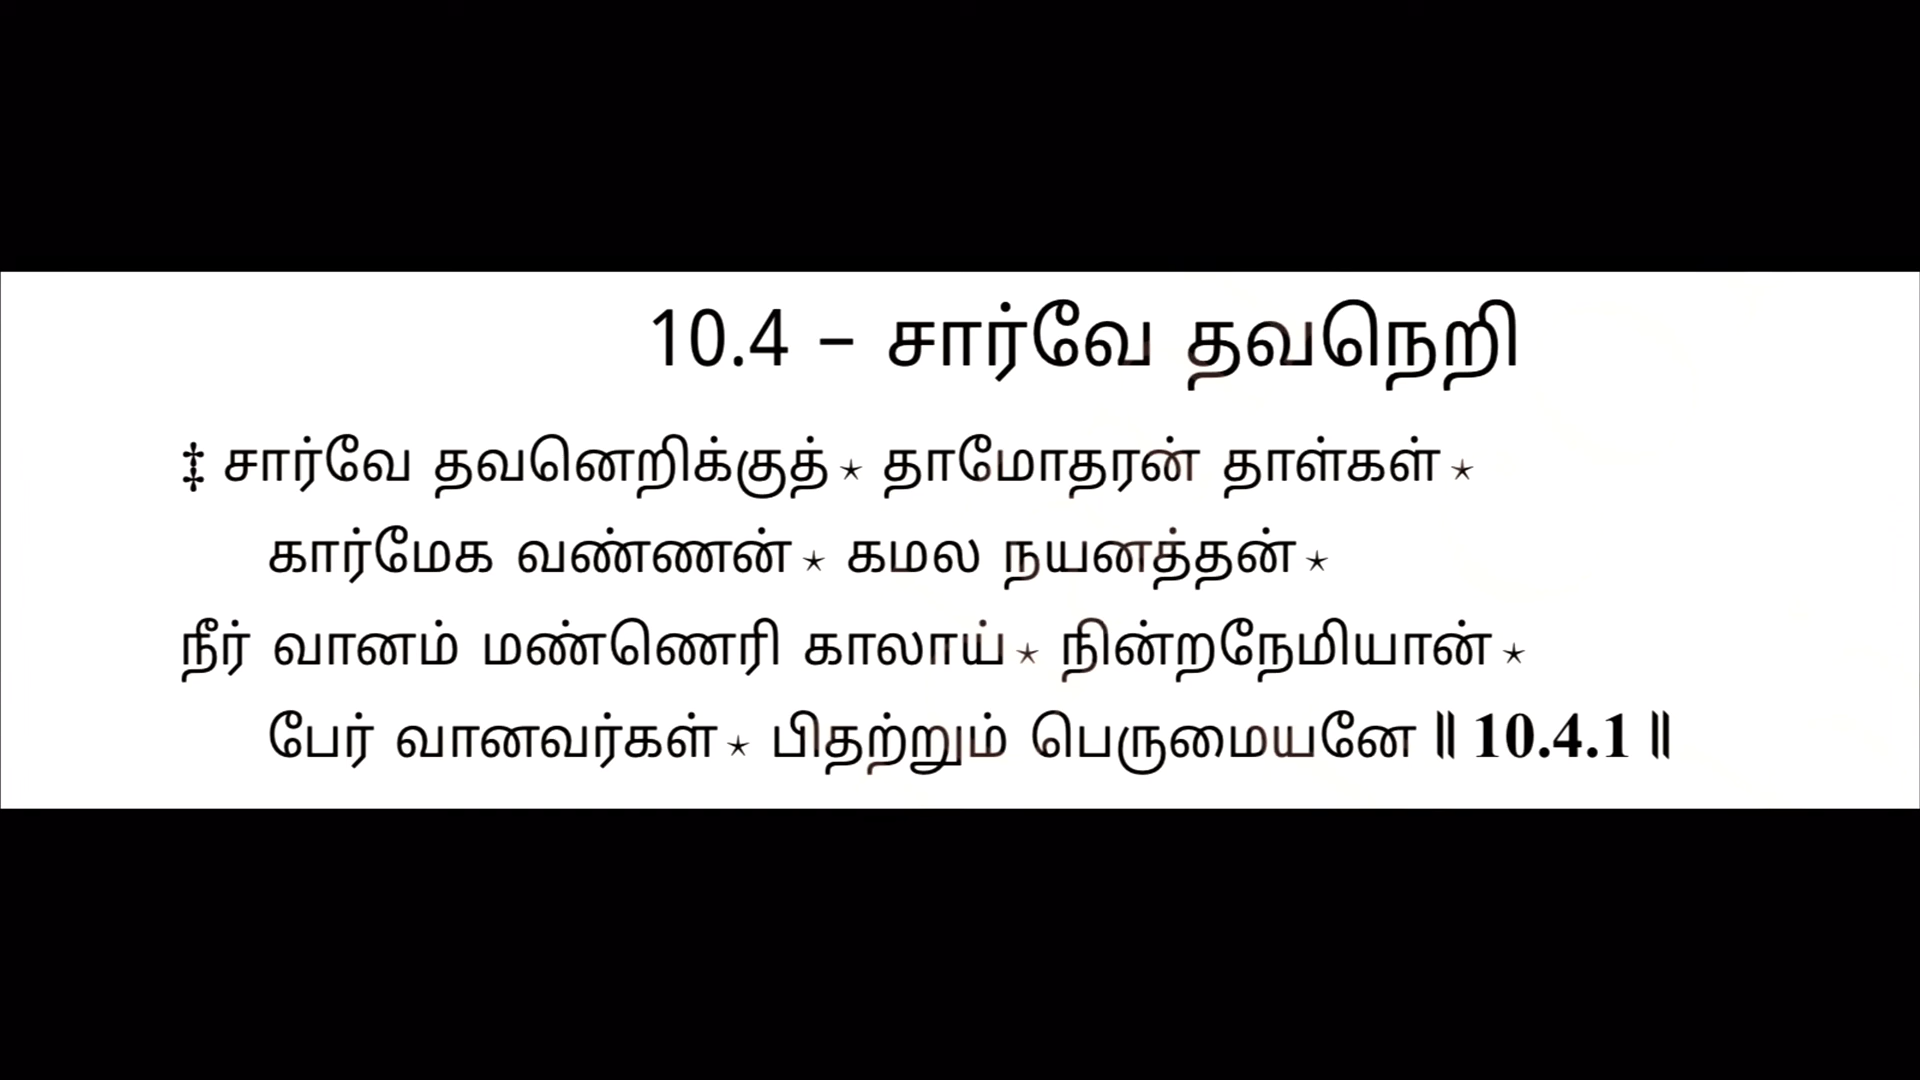 10.4 – சார்வே தவநெறி
‡ சார்வே தவனெறிக்குத் ⋆ தாமோதரன் தாள்கள் ⋆
கார்மேக வண்ணன் ⋆ கமல நயனத்தன் ⋆
நீர் வானம் மண்ணெரி காலாய் ⋆ நின்றநேமியான் ⋆
பேர் வானவர்கள் ⋆ பிதற்றும் பெருமையனே ॥ 10.4.1 ॥